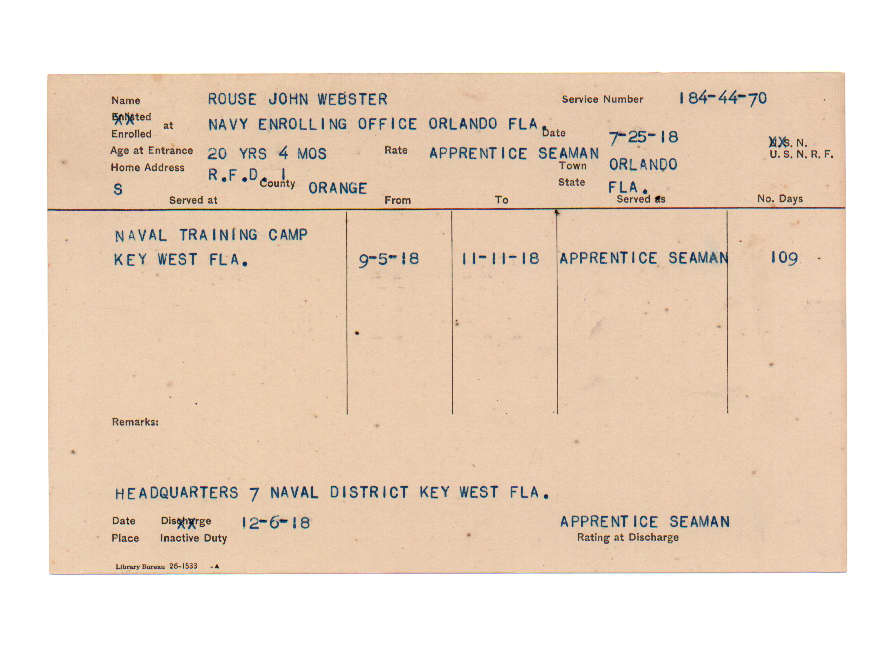 Name ROUSE JOHN WEBSTER Service Number 184-44-70
Enlisted
Enrolled at NAVY ENROLLING OFFICE ORLANDO FLA. Date 7-25-18 U.S.N.
U. S. N. R. F.
Age at Entrance 20 YRS 4 MOS Rate APPRENTICE SEAMAN
Home Address R.F.D. 1 Town ORLANDO
S County ORANGE State FLA.
Served at From To Served as No. Days
NAVAL TRAINING CAMP
KEY WEST FLA. 9-5-18 11-11-18 APPRENTICE SEAMAN 109
Remarks:
HEADQUARTERS 7 NAVAL DISTRICT KEY WEST FLA.
Date Discharge 12-6-18 APPRENTICE SEAMAN
Place Inactive Duty Rating at Discharge
Library Bureau 26-1533 -A